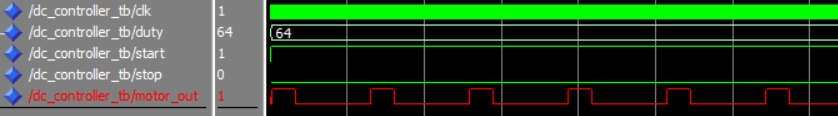 /dc_controller_tb/clk 1
/dc_controller_tb/duty 64 64
/dc_controller_tb/start 1
/dc_controller_tb/stop 0
/dc_controller_tb/motor_out 1